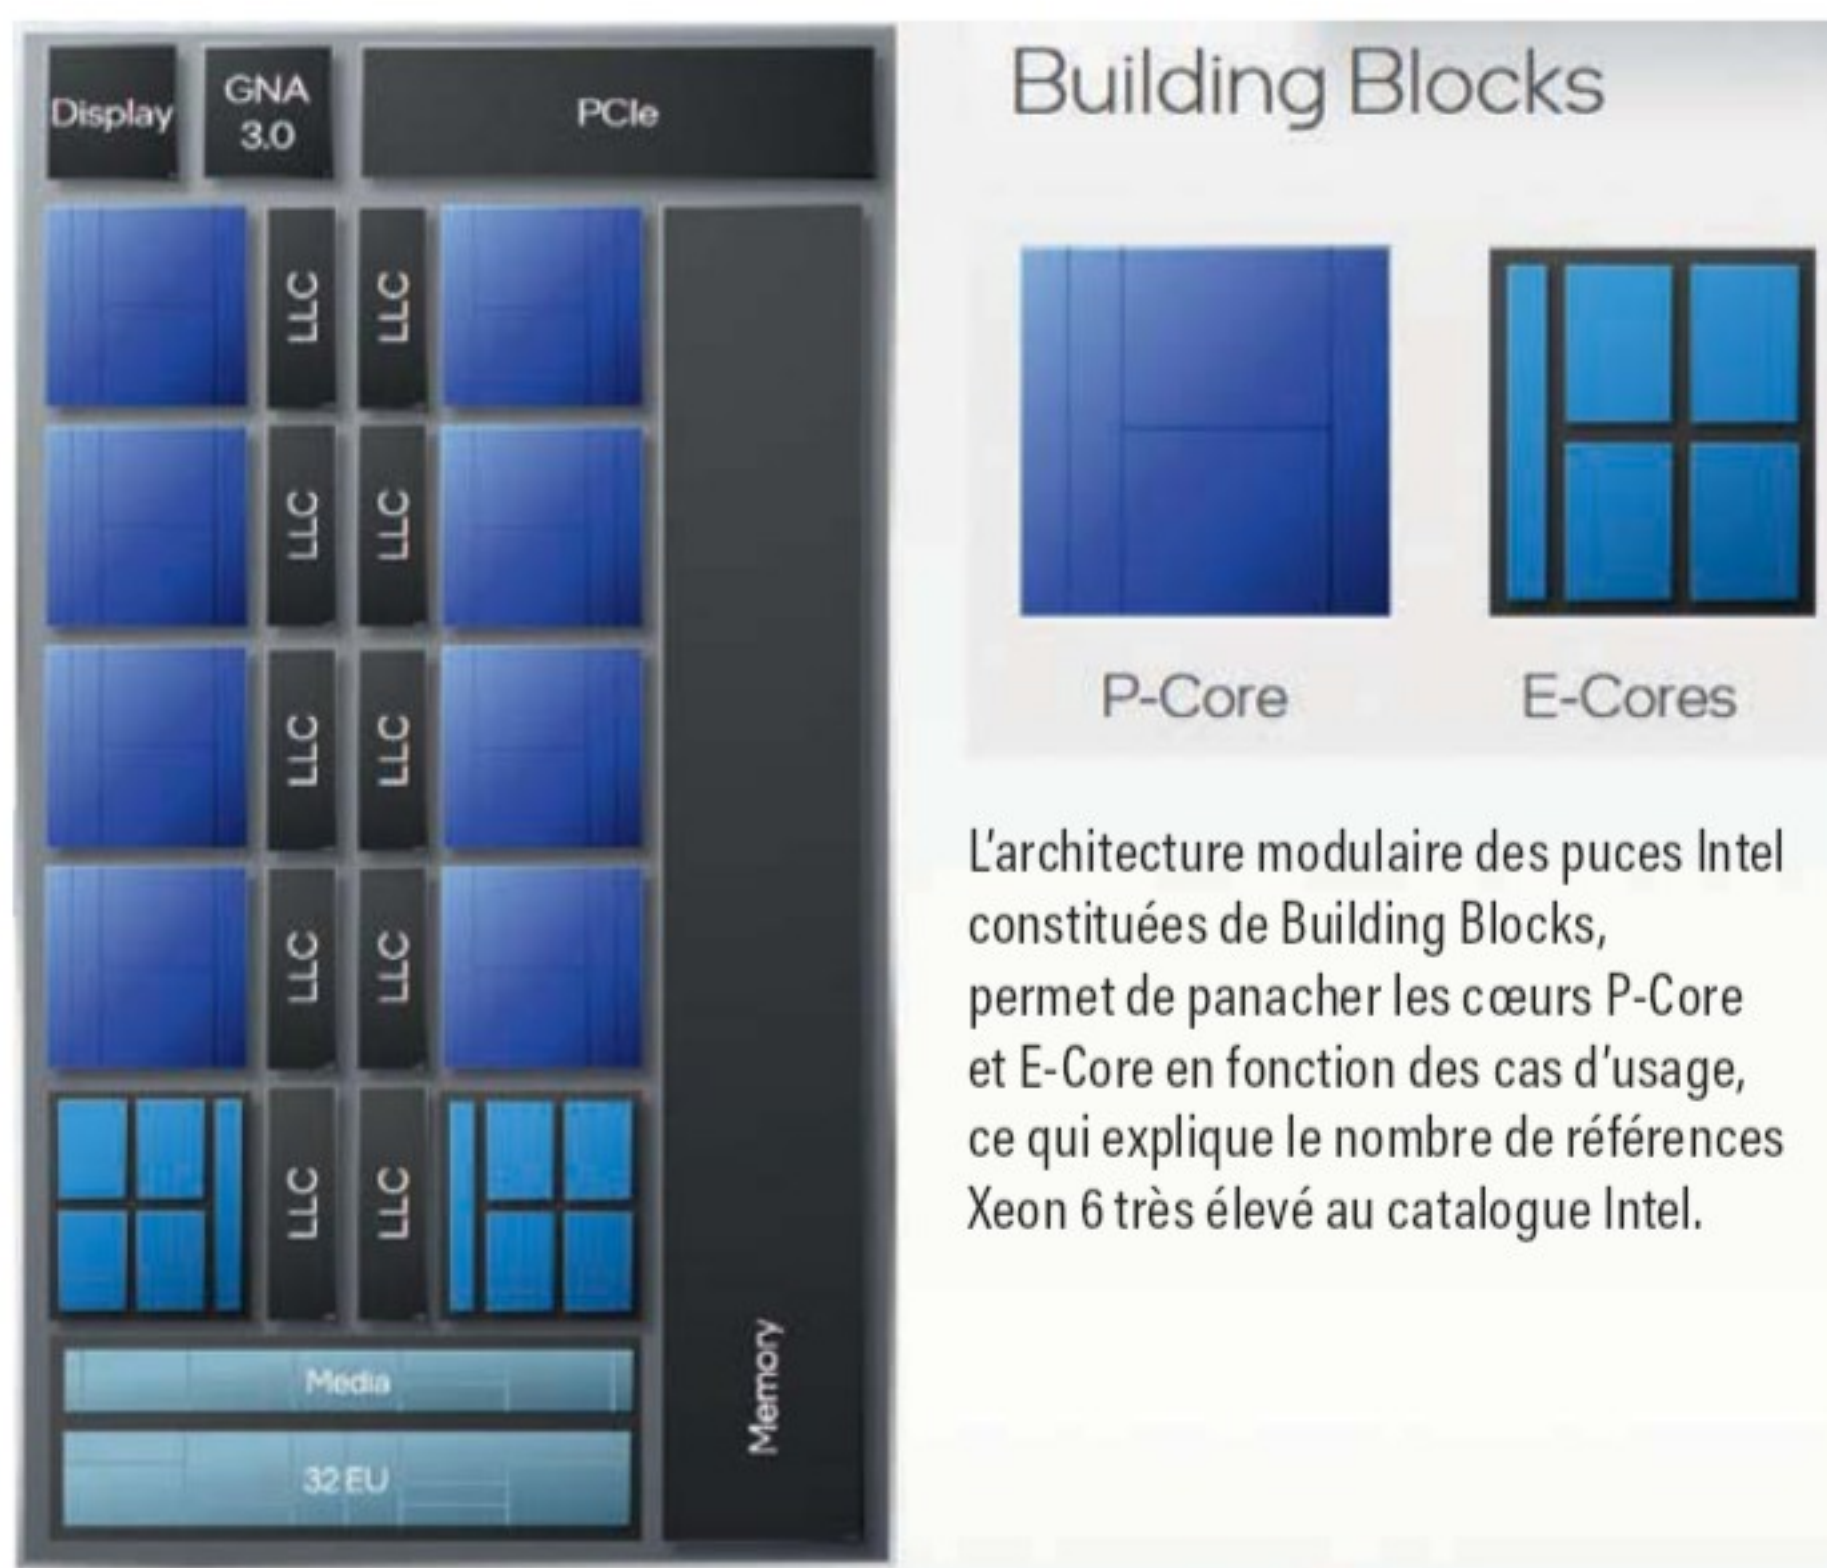 Display
GNA
3.0
PCIe
LLC
LLC
LLC
LLC
LLC
LLC
LLC
LLC
LLC
LLC
Media
32 EU
Memory
Building Blocks
P-Core
E-Cores
L'architecture modulaire des puces Intel
constituées de Building Blocks,
permet de panacher les cœurs P-Core
et E-Core en fonction des cas d'usage,
ce qui explique le nombre de références
Xeon 6 très élevé au catalogue Intel.